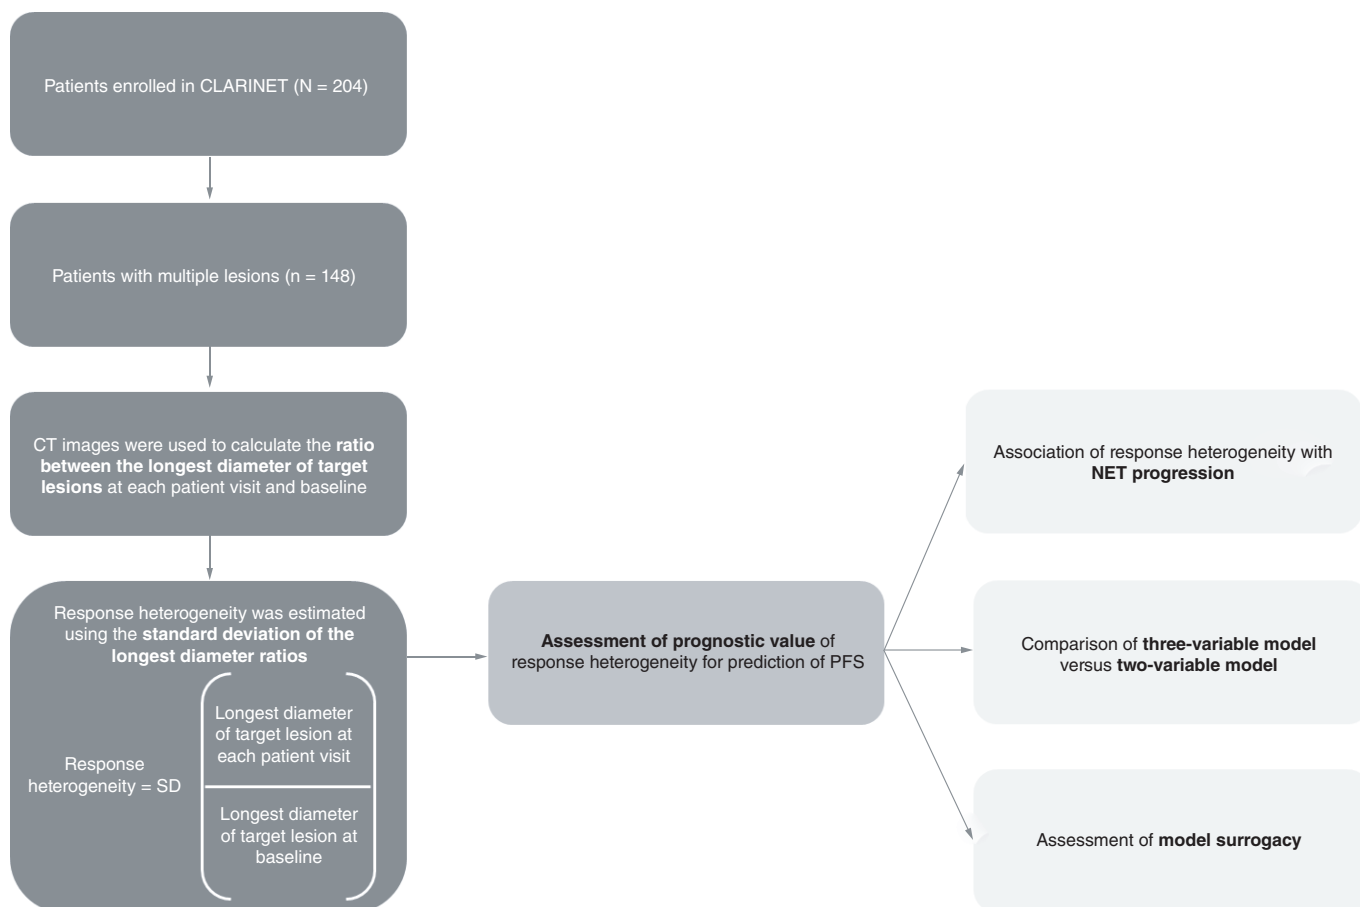 Patients enrolled in CLARINET (N = 204)
Patients with multiple lesions (n = 148)
CT images were used to calculate the ratio
between the longest diameter of target
lesions at each patient visit and baseline
Response heterogeneity was estimated
using the standard deviation of the
longest diameter ratios
Response
heterogeneity = SD
Longest diameter
of target lesion at
each patient visit
Longest diameter
of target lesion at
baseline
Assessment of prognostic value of
response heterogeneity for prediction of PFS
Association of response heterogeneity with
NET progression
Comparison of three-variable model
versus two-variable model
Assessment of model surrogacy